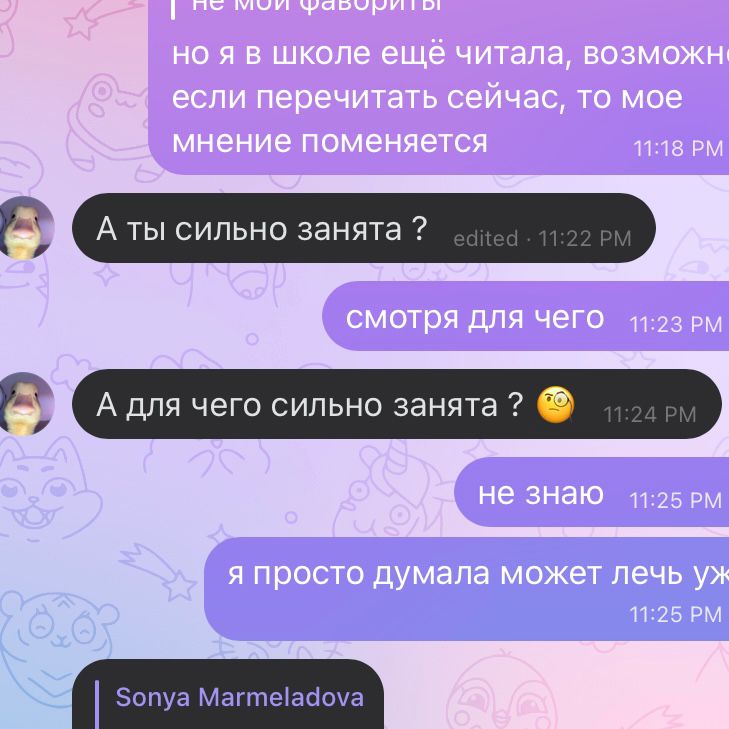 не мои фавориты
но я в школе ещё читала,
если перечитать сейчас, то мое
мнение поменяется
11:18 PM
А ты сильно занята ?
edited · 11:22 PM
смотря для чего
11:23 PM
А для чего сильно занята ? 🧐
11:24 PM
не знаю
11:25 PM
я просто думала может лечь
11:25 PM
Sonya Marmeladova